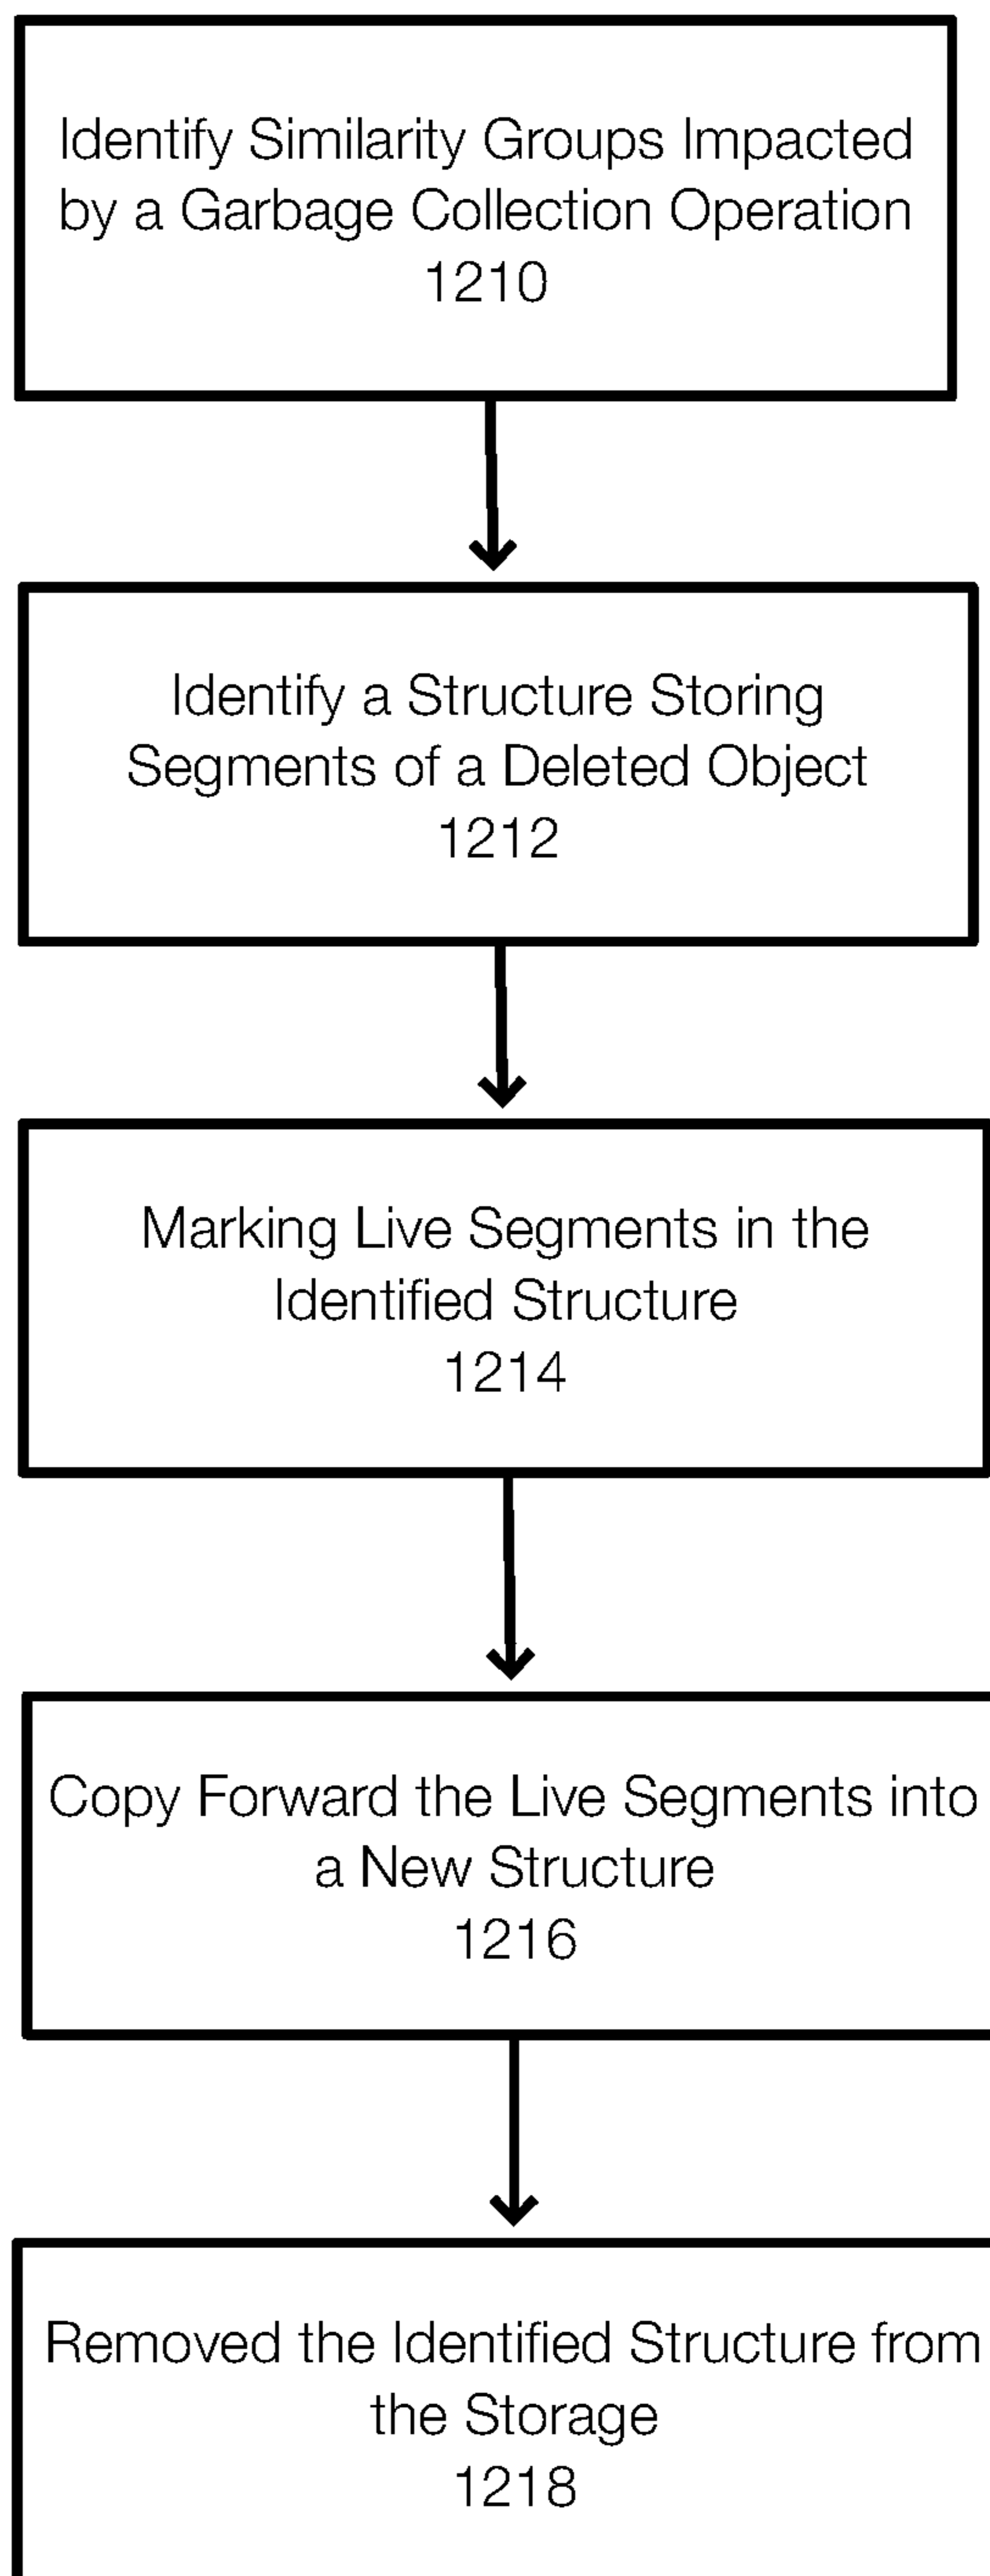 Identify Similarity Groups Impacted
by a Garbage Collection Operation
1210
Identify a Structure Storing
Segments of a Deleted Object
1212
Marking Live Segments in the
Identified Structure
1214
Copy Forward the Live Segments into
a New Structure
1216
Removed the Identified Structure from
the Storage
1218